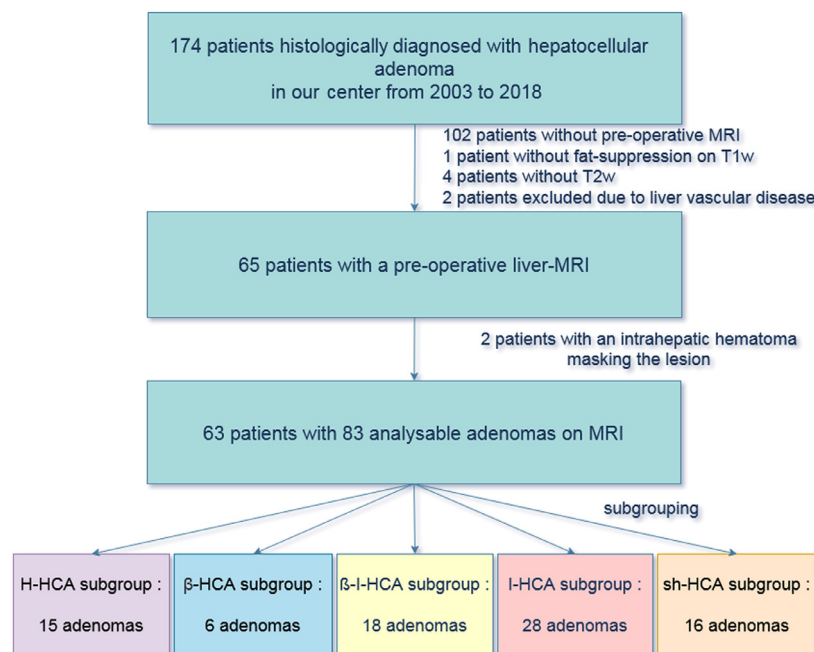 174 patients histologically diagnosed with hepatocellular
adenoma
in our center from 2003 to 2018
102 patients without pre-operative MRI
1 patient without fat-suppression on T1w
4 patients without T2w
2 patients excluded due to liver vascular disease
65 patients with a pre-operative liver-MRI
2 patients with an intrahepatic hematoma
masking the lesion
63 patients with 83 analysable adenomas on MRI
subgrouping
H-HCA subgroup :
15 adenomas
β-HCA subgroup :
6 adenomas
ß-I-HCA subgroup :
18 adenomas
I-HCA subgroup :
28 adenomas
sh-HCA subgroup :
16 adenomas